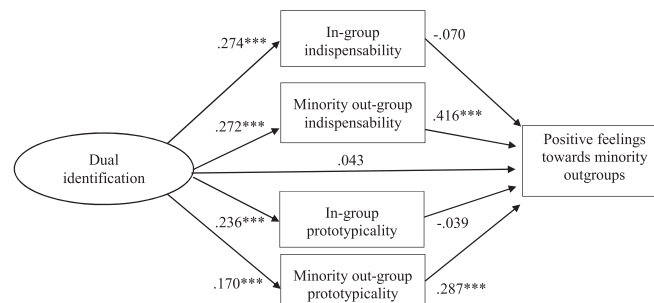 In-group
indispensability
.274***
-.070
Minority out-group
indispensability
.272***
.416***
Dual
identification
.043
Positive feelings
towards minority
outgroups
In-group
prototypicality
.236***
-.039
Minority out-group
prototypicality
.170***
.287***